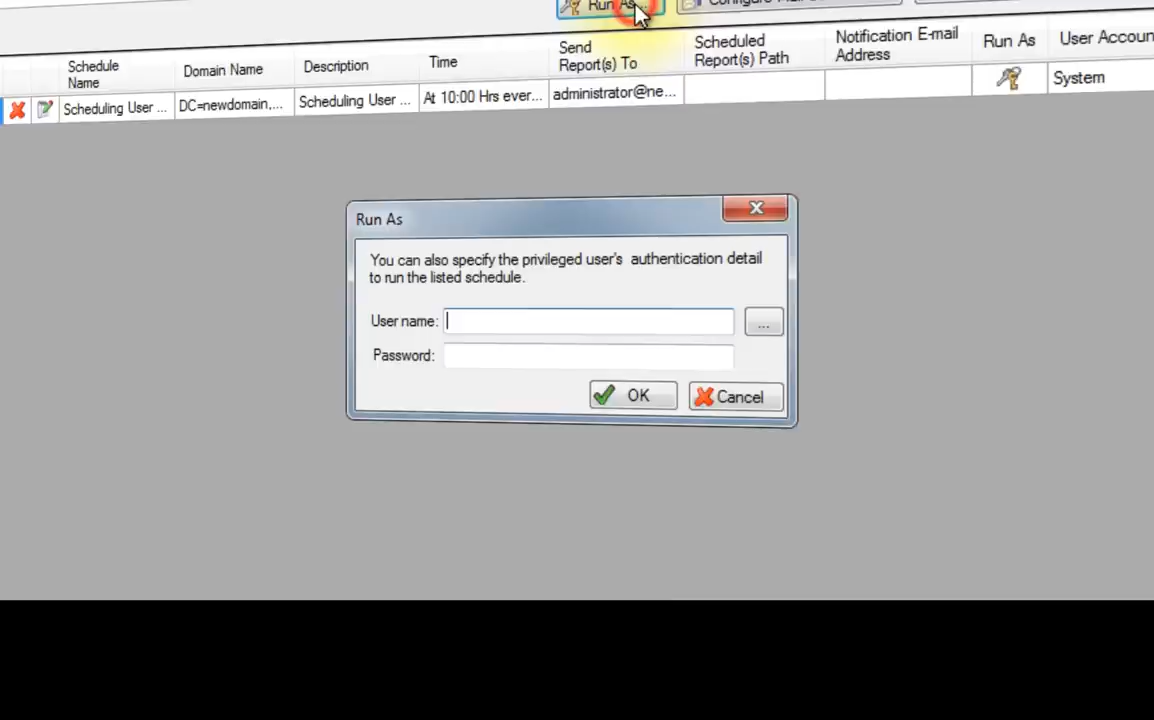 Run As...
Schedule Name
Domain Name
Description
Time
Send Report(s) To
Scheduled Report(s) Path
Notification E-mail Address
Run As
User Accoun
Scheduling User ...
DC=newdomain,...
Scheduling User ...
At 10:00 Hrs ever...
administrator@ne...
System
Run As
You can also specify the privileged user's authentication detail
to run the listed schedule.
User name:
...
Password:
OK
Cancel